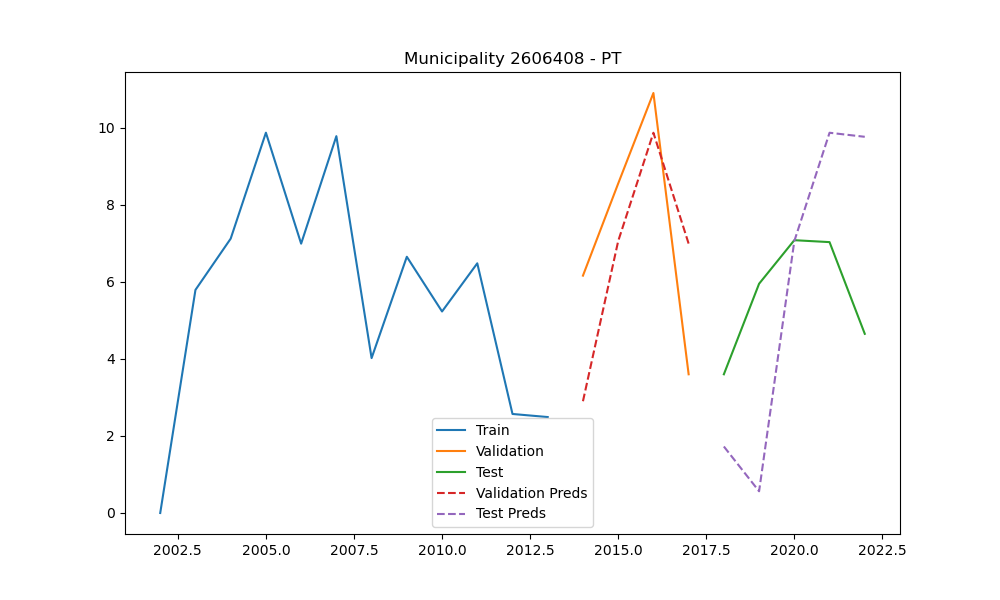 Municipality 2606408 - PT
10
8
6
4
2
0
Train
Validation
Test
Validation Preds
Test Preds
2002.5 2005.0 2007.5 2010.0 2012.5 2015.0 2017.5 2020.0 2022.5